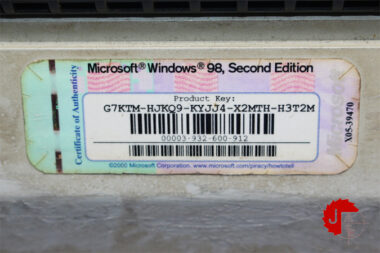 Microsoft® Windows® 98, Second Edition
Certificate of Authenticity
Product Key:
G7KTM-HJKQ9-KYJJ4-X2MTH-H3T2M
00003-932-600-912
X05-39470
©2000 Microsoft Corporation. www.microsoft.com/piracy/howtotell